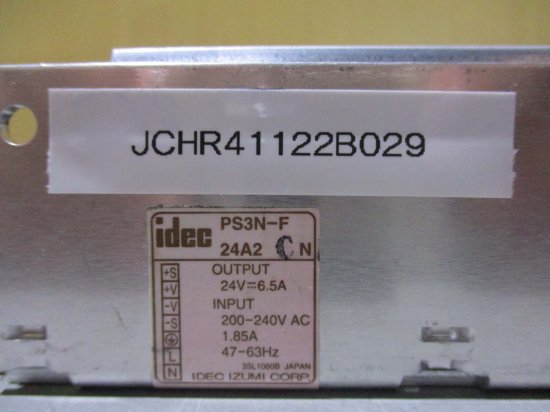 JCHR41122B029
idec PS3N-F
24A2 C N
+S OUTPUT
+V 24V⎓6.5A
-V INPUT
-S 200-240V AC
⏚ 1.85A
L 47-63Hz
N 3SL1060B JAPAN
IDEC IZUMI CORP.